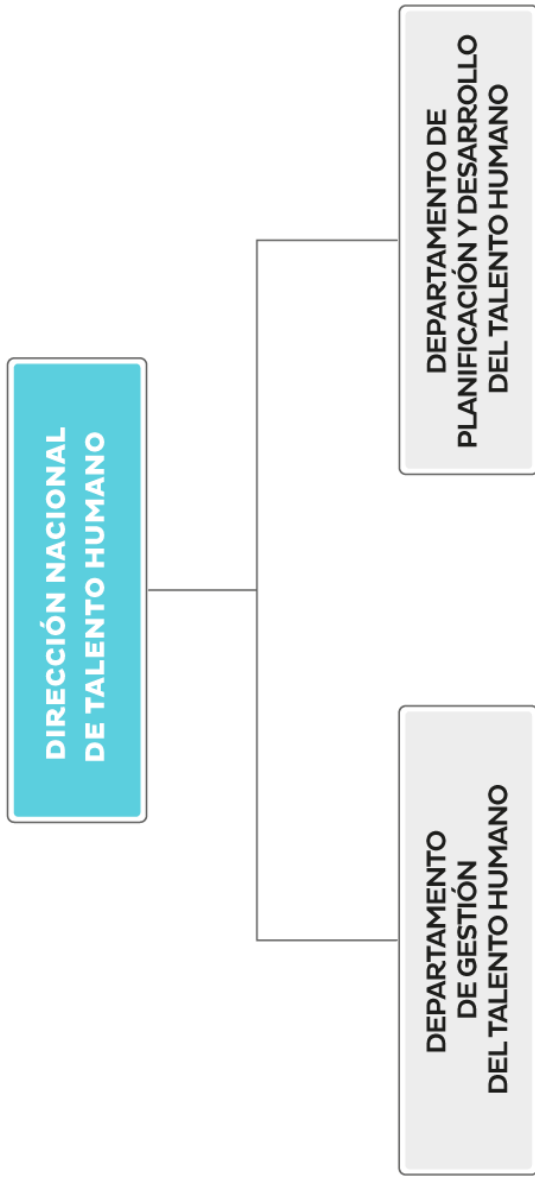 DIRECCIÓN NACIONAL
DE TALENTO HUMANO
DEPARTAMENTO
DE GESTIÓN
DEL TALENTO HUMANO
DEPARTAMENTO DE
PLANIFICACIÓN Y DESARROLLO
DEL TALENTO HUMANO